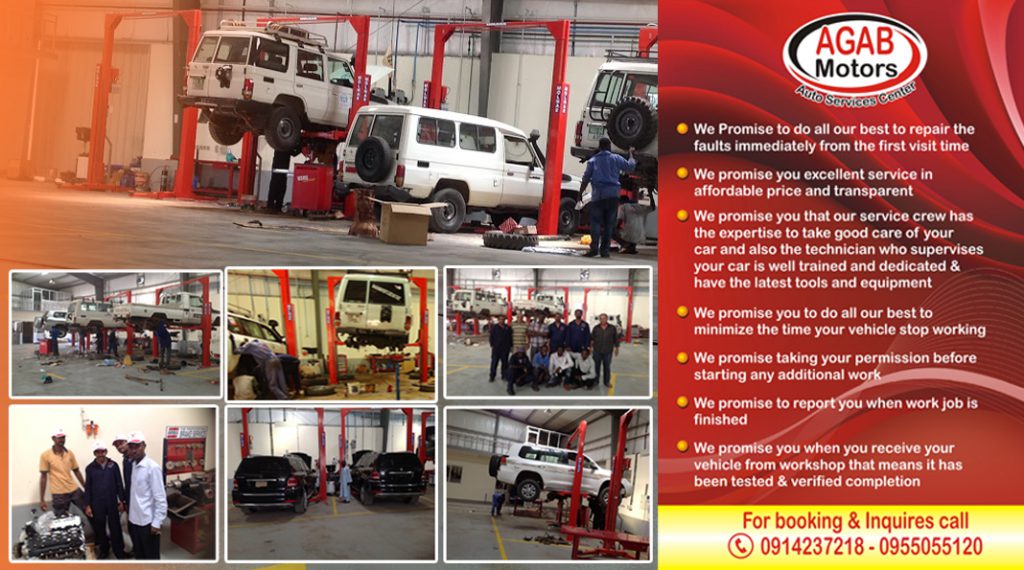 AGAB
Motors
Auto Services Center
We Promise to do all our best to repair the
faults immediately from the first visit time
We promise you excellent service in
affordable price and transparent
We promise you that our service crew has
the expertise to take good care of your
car and also the technician who supervises
your car is well trained and dedicated &
have the latest tools and equipment
We promise you to do all our best to
minimize the time your vehicle stop working
We promise taking your permission before
starting any additional work
We promise to report you when work job is
finished
We promise you when you receive your
vehicle from workshop that means it has
been tested & verified completion
For booking & Inquires call
0914237218 - 0955055120